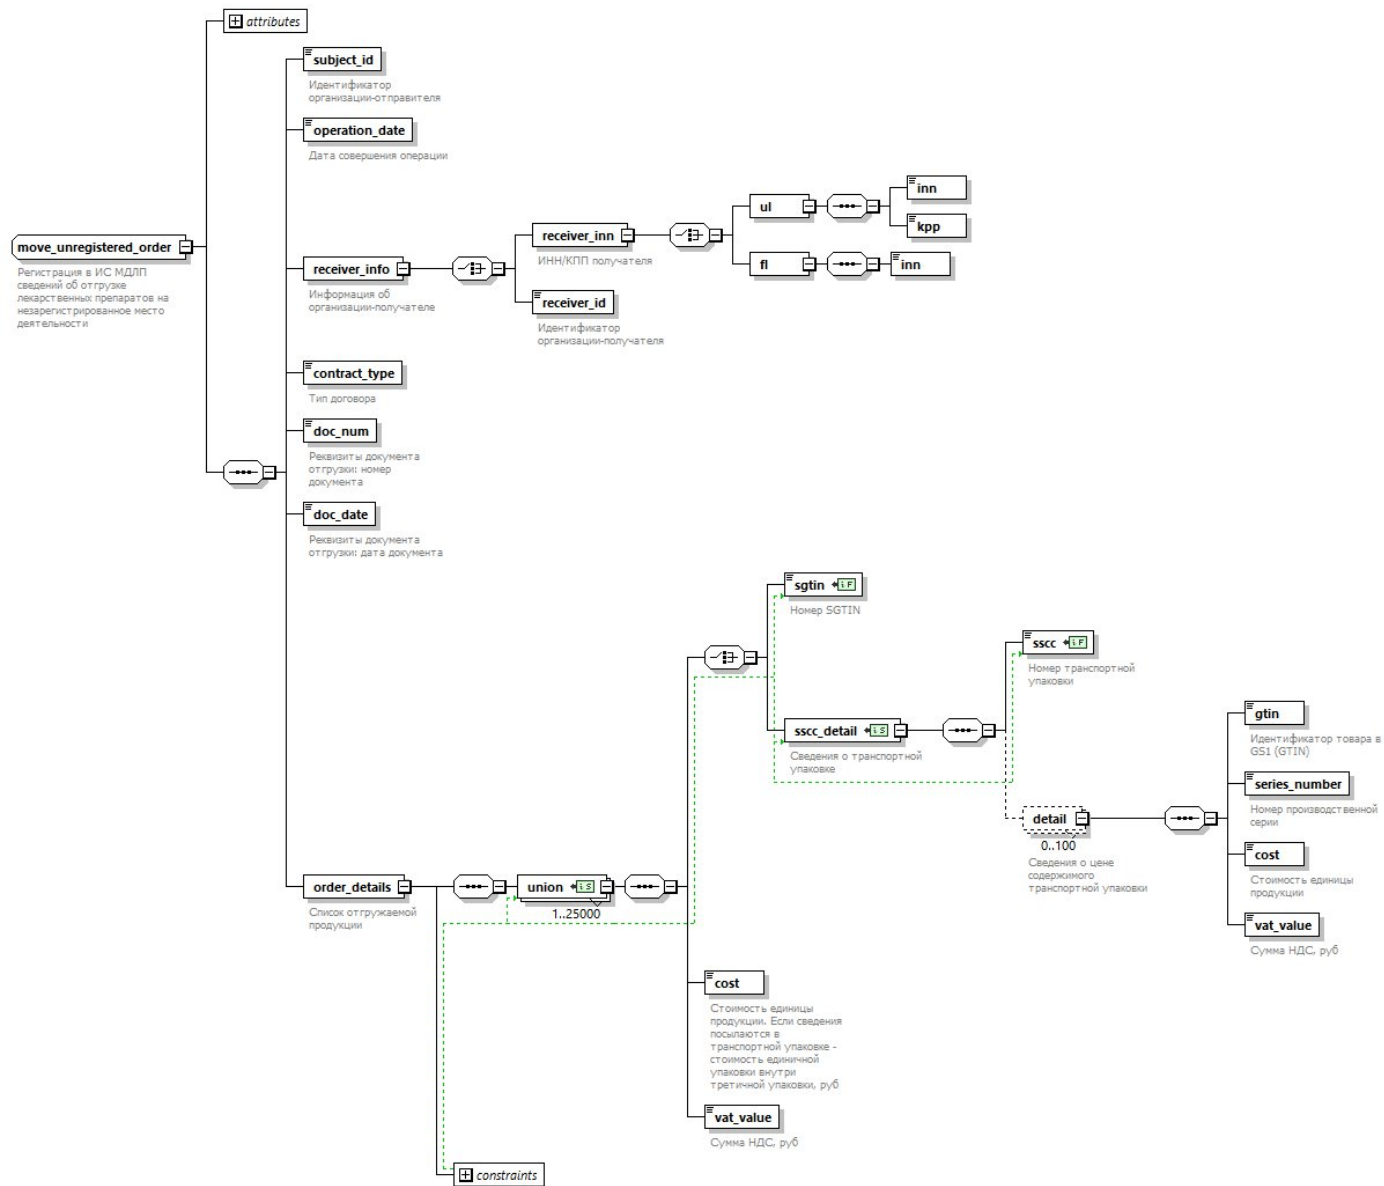 attributes
subject_id
Идентификатор
организации-отправителя
operation_date
Дата совершения операции
move_unregistered_order
Регистрация в ИС МДЛП
сведений об отгрузке
лекарственных препаратов на
незарегистрированное место
деятельности
receiver_info
Информация об
организации-получателе
receiver_inn
ИНН/КПП получателя
ul
inn
kpp
fl
inn
receiver_id
Идентификатор
организации-получателя
contract_type
Тип договора
doc_num
Реквизиты документа
отгрузки: номер
документа
doc_date
Реквизиты документа
отгрузки: дата документа
order_details
Список отгружаемой
продукции
union
1..25000
sgtin
Номер SGTIN
sscc_detail
Сведения о транспортной
упаковке
sscc
Номер транспортной
упаковки
detail
0..100
Сведения о цене
содержимого
транспортной упаковки
gtin
Идентификатор товара в
GS1 (GTIN)
series_number
Номер производственной
серии
cost
Стоимость единицы
продукции
vat_value
Сумма НДС, руб
cost
Стоимость единицы
продукции. Если сведения
посылаются в
транспортной упаковке -
стоимость единичной
упаковки внутри
третичной упаковки, руб
vat_value
Сумма НДС, руб
constraints